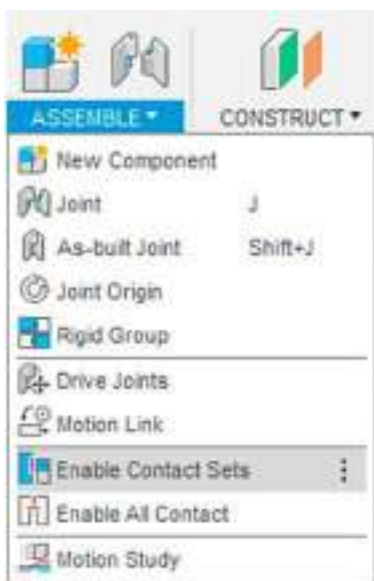 ASSEMBLE CONSTRUCT
New Component
Joint J
As-built Joint Shift+J
Joint Origin
Rigid Group
Drive Joints
Motion Link
Enable Contact Sets
Enable All Contact
Motion Study